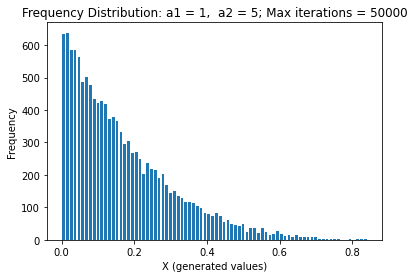 Frequency Distribution: a1 = 1,  a2 = 5; Max iterations = 50000
600
500
400
300
200
100
0
Frequency
0.0 0.2 0.4 0.6 0.8
X (generated values)